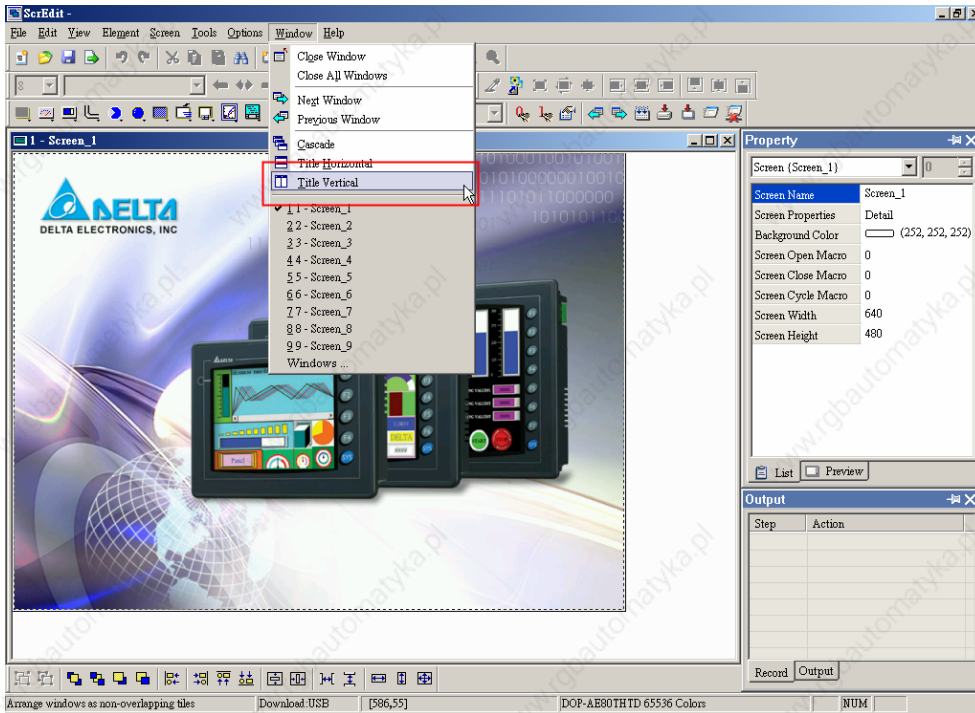 ScrEdit -
File Edit View Element Screen Tools Options Window Help
8
Close Window
Close All Windows
Next Window
Previous Window
Cascade
Title Horizontal
Title Vertical
1 1 - Screen_1
2 2 - Screen_2
3 3 - Screen_3
4 4 - Screen_4
5 5 - Screen_5
6 6 - Screen_6
7 7 - Screen_7
8 8 - Screen_8
9 9 - Screen_9
Windows ...
1 - Screen_1
DELTA
DELTA ELECTRONICS, INC
Panel
DELTA
START
Property
Screen {Screen_1}
0
Screen Name Screen_1
Screen Properties Detail
Background Color (252, 252, 252)
Screen Open Macro 0
Screen Close Macro 0
Screen Cycle Macro 0
Screen Width 640
Screen Height 480
List Preview
Output
Step Action
Record Output
Arrange windows as non-overlapping tiles Download:USB [586,55] DOP-AE80THTD 65536 Colors NUM
www.rgbautomatyka.pl